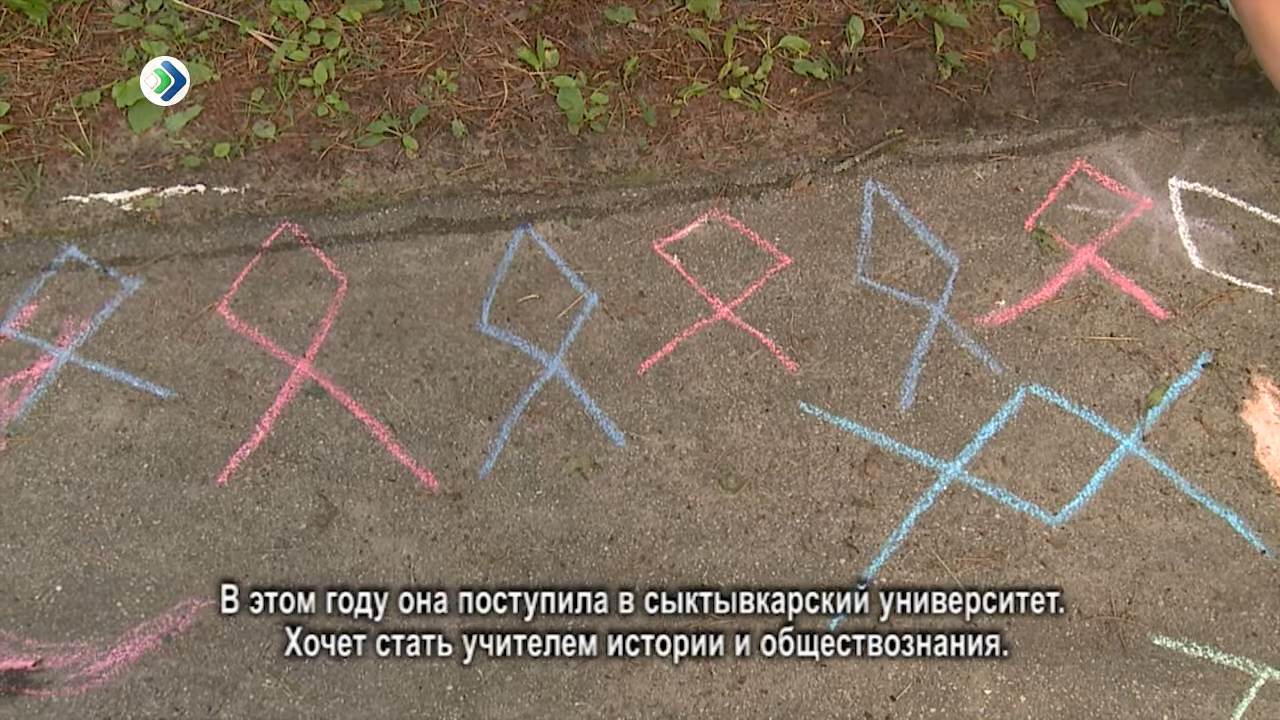 В этом году она поступила в сыктывкарский университет.
Хочет стать учителем истории и обществознания.